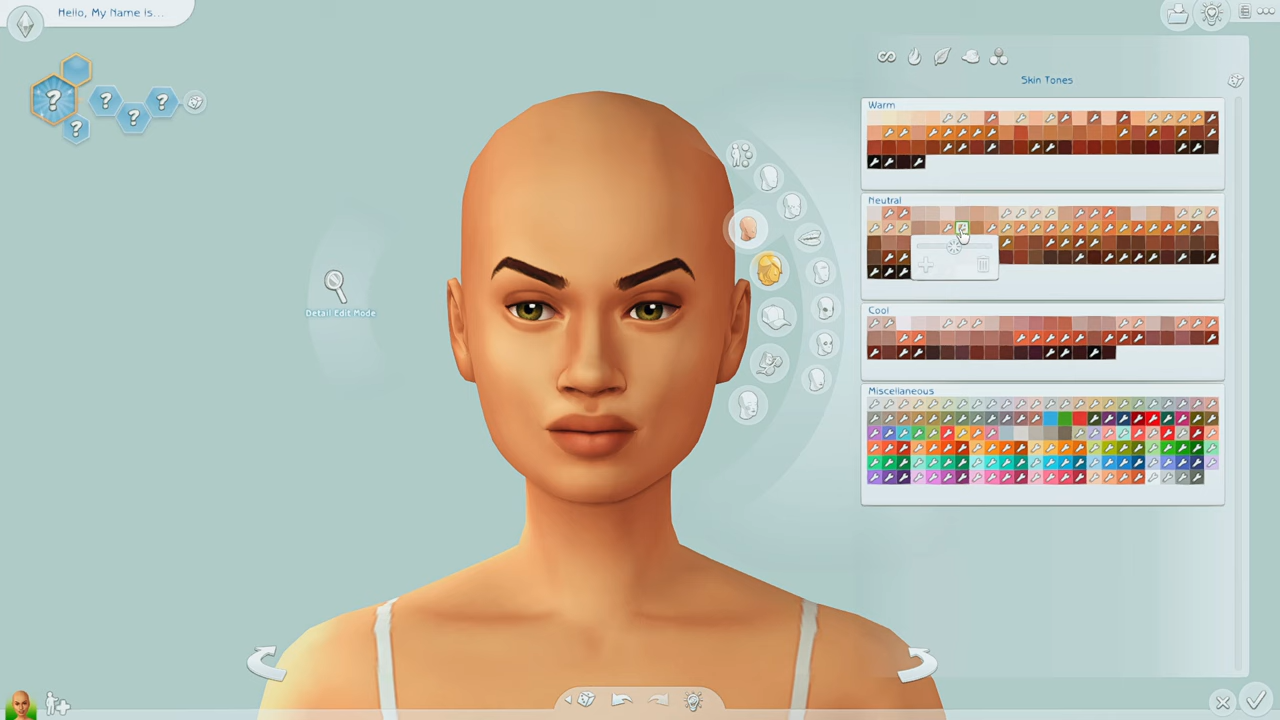 Hello, My Name is...
Skin Tones
Warm
Neutral
Detail Edit Mode
Cool
Miscellaneous